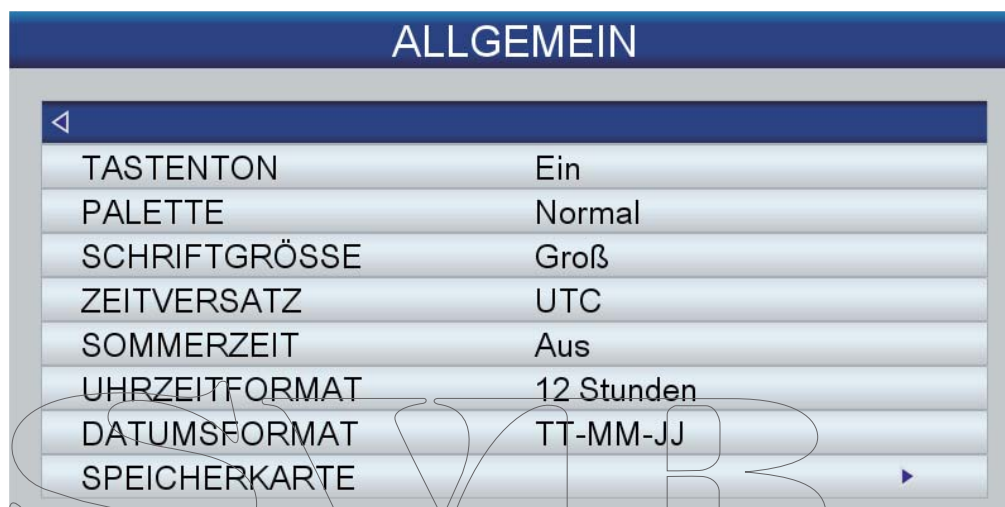 ALLGEMEIN
TASTENTON Ein
PALETTE Normal
SCHRIFTGRÖSSE Groß
ZEITVERSATZ UTC
SOMMERZEIT Aus
UHRZEITFORMAT 12 Stunden
DATUMSFORMAT TT-MM-JJ
SPEICHERKARTE